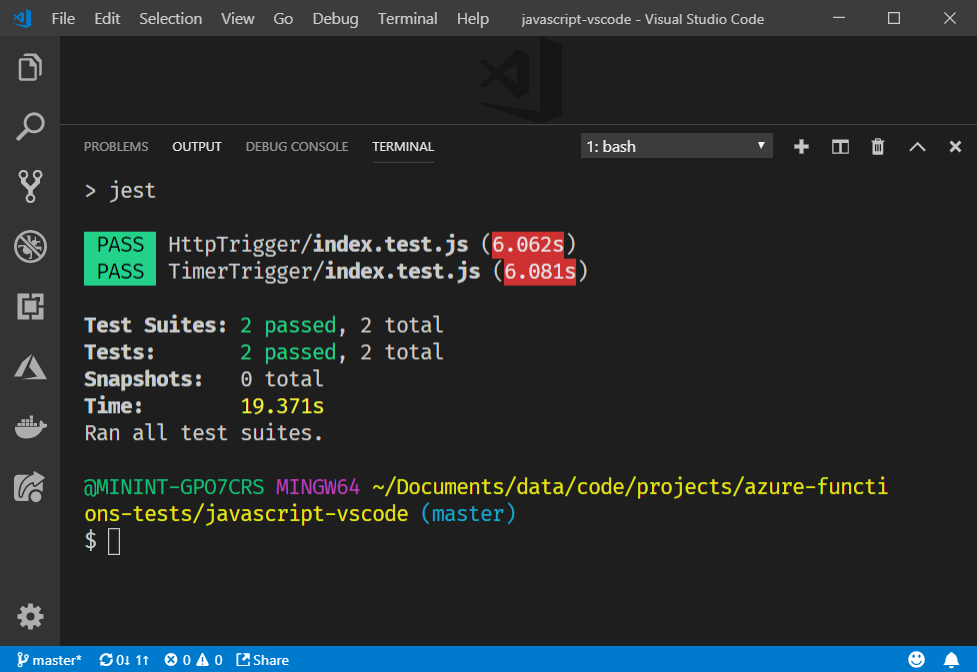 File Edit Selection View Go Debug Terminal Help javascript-vscode - Visual Studio Code
PROBLEMS OUTPUT DEBUG CONSOLE TERMINAL 1: bash
> jest
PASS HttpTrigger/index.test.js (6.062s)
PASS TimerTrigger/index.test.js (6.081s)
Test Suites: 2 passed, 2 total
Tests: 2 passed, 2 total
Snapshots: 0 total
Time: 19.371s
Ran all test suites.
@MININT-GPO7CRS MINGW64 ~/Documents/data/code/projects/azure-functi
ons-tests/javascript-vscode (master)
$
master* 0↓ 1↑ 0 0 Share